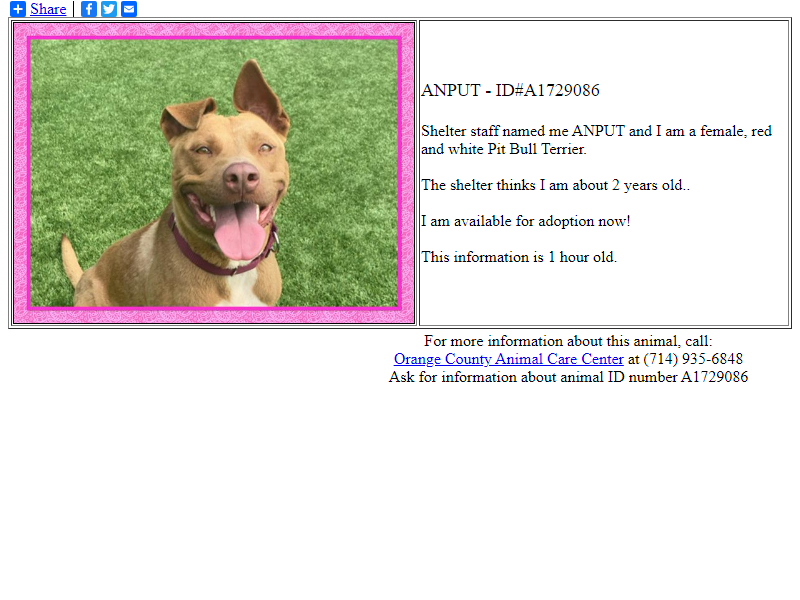 Share |
ANPUT - ID#A1729086
Shelter staff named me ANPUT and I am a female, red
and white Pit Bull Terrier.
The shelter thinks I am about 2 years old..
I am available for adoption now!
This information is 1 hour old.
For more information about this animal, call:
Orange County Animal Care Center at (714) 935-6848
Ask for information about animal ID number A1729086